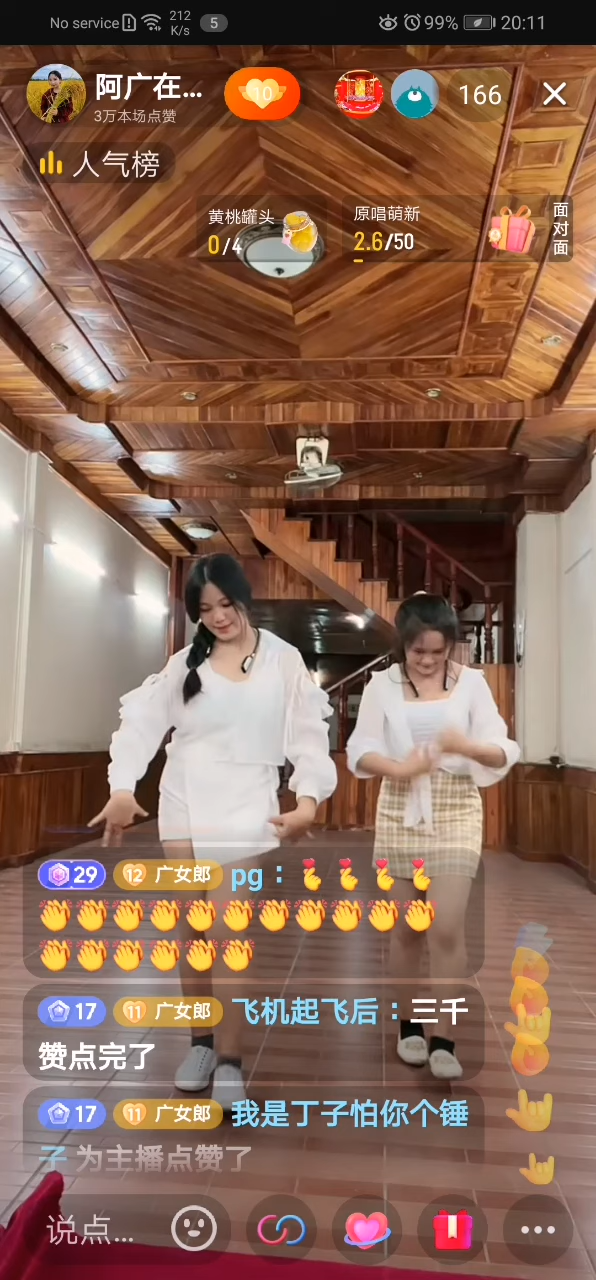 No service 212 K/s 5 99% 20:11
阿广在... 10 166
3万本场点赞
人气榜
黄桃罐头 0/4
原唱萌新 2.6/50
面对面
29 12 广女郎 pg：
17 11 广女郎 飞机起飞后：三千
赞点完了
17 11 广女郎 我是丁子怕你个锤
子 为主播点赞了
说点...